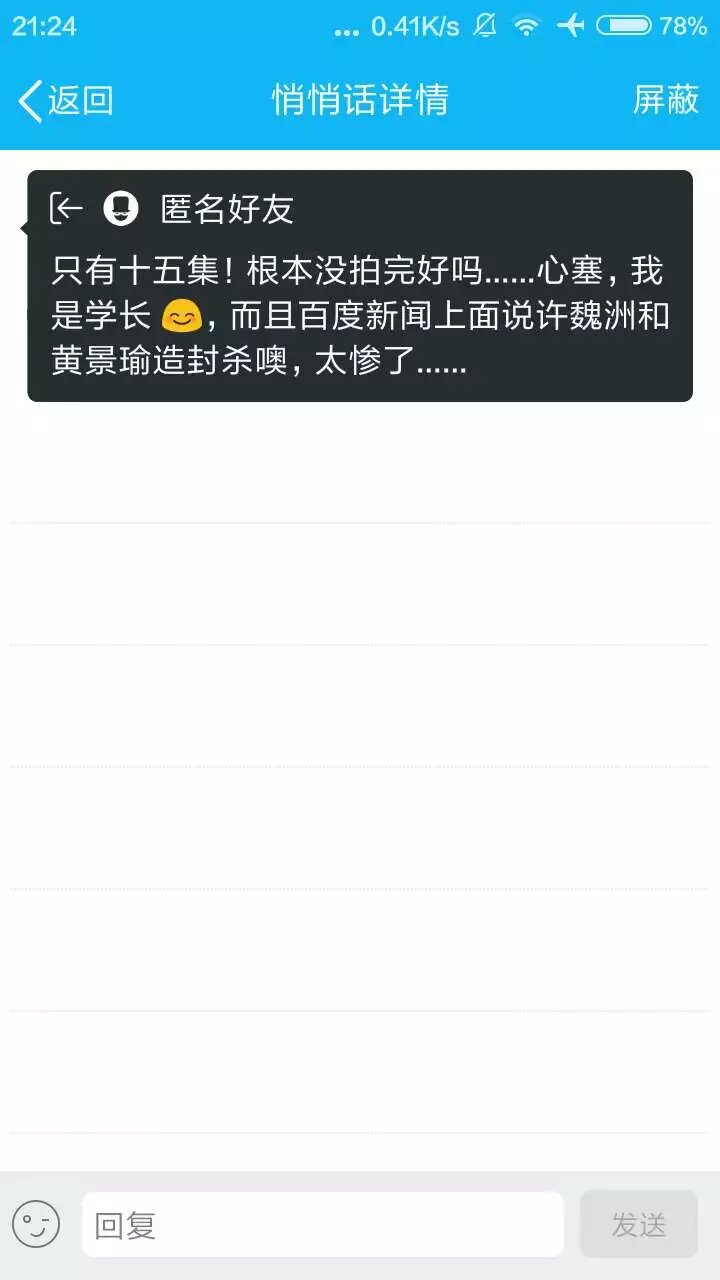 21:24 ... 0.41K/s 78%
返回 悄悄话详情 屏蔽
匿名好友
只有十五集！根本没拍完好吗......心塞，我
是学长😊，而且百度新闻上面说许魏洲和
黄景瑜造封杀噢，太惨了......
回复 发送